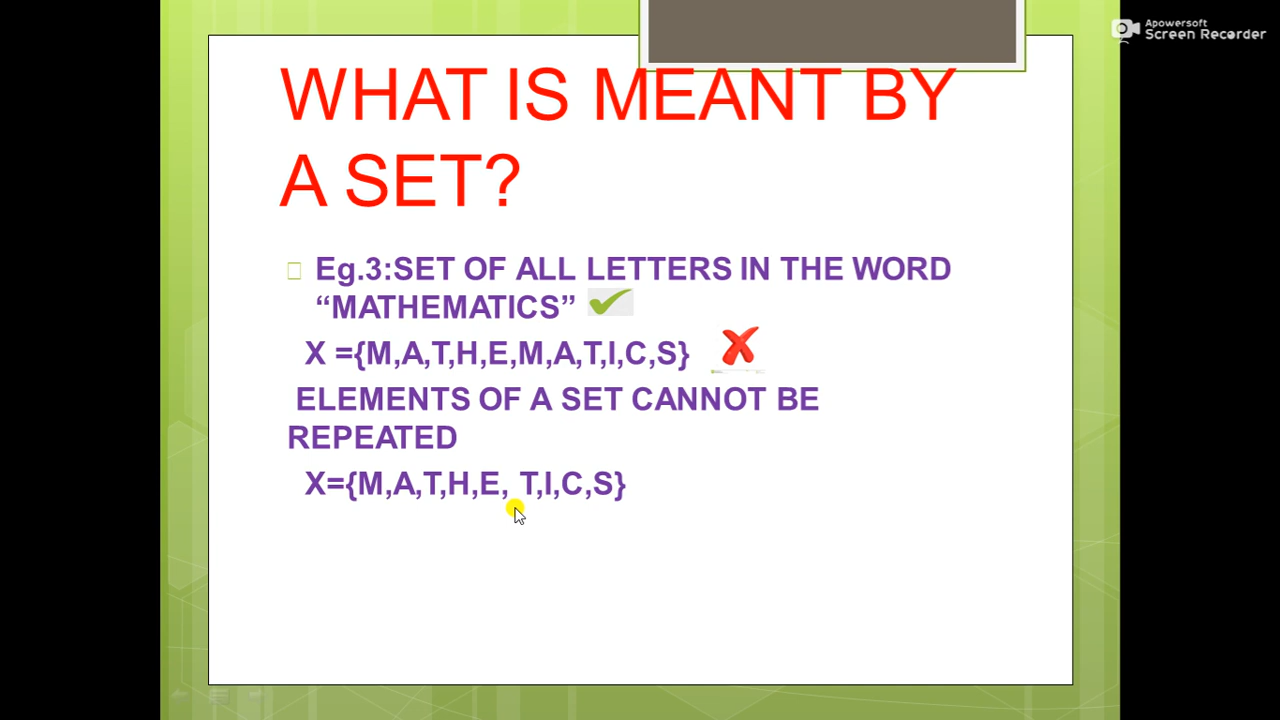 Apowersoft
Screen Recorder
WHAT IS MEANT BY
A SET?
Eg.3:SET OF ALL LETTERS IN THE WORD
“MATHEMATICS”
X ={M,A,T,H,E,M,A,T,I,C,S}
ELEMENTS OF A SET CANNOT BE
REPEATED
X={M,A,T,H,E, T,I,C,S}